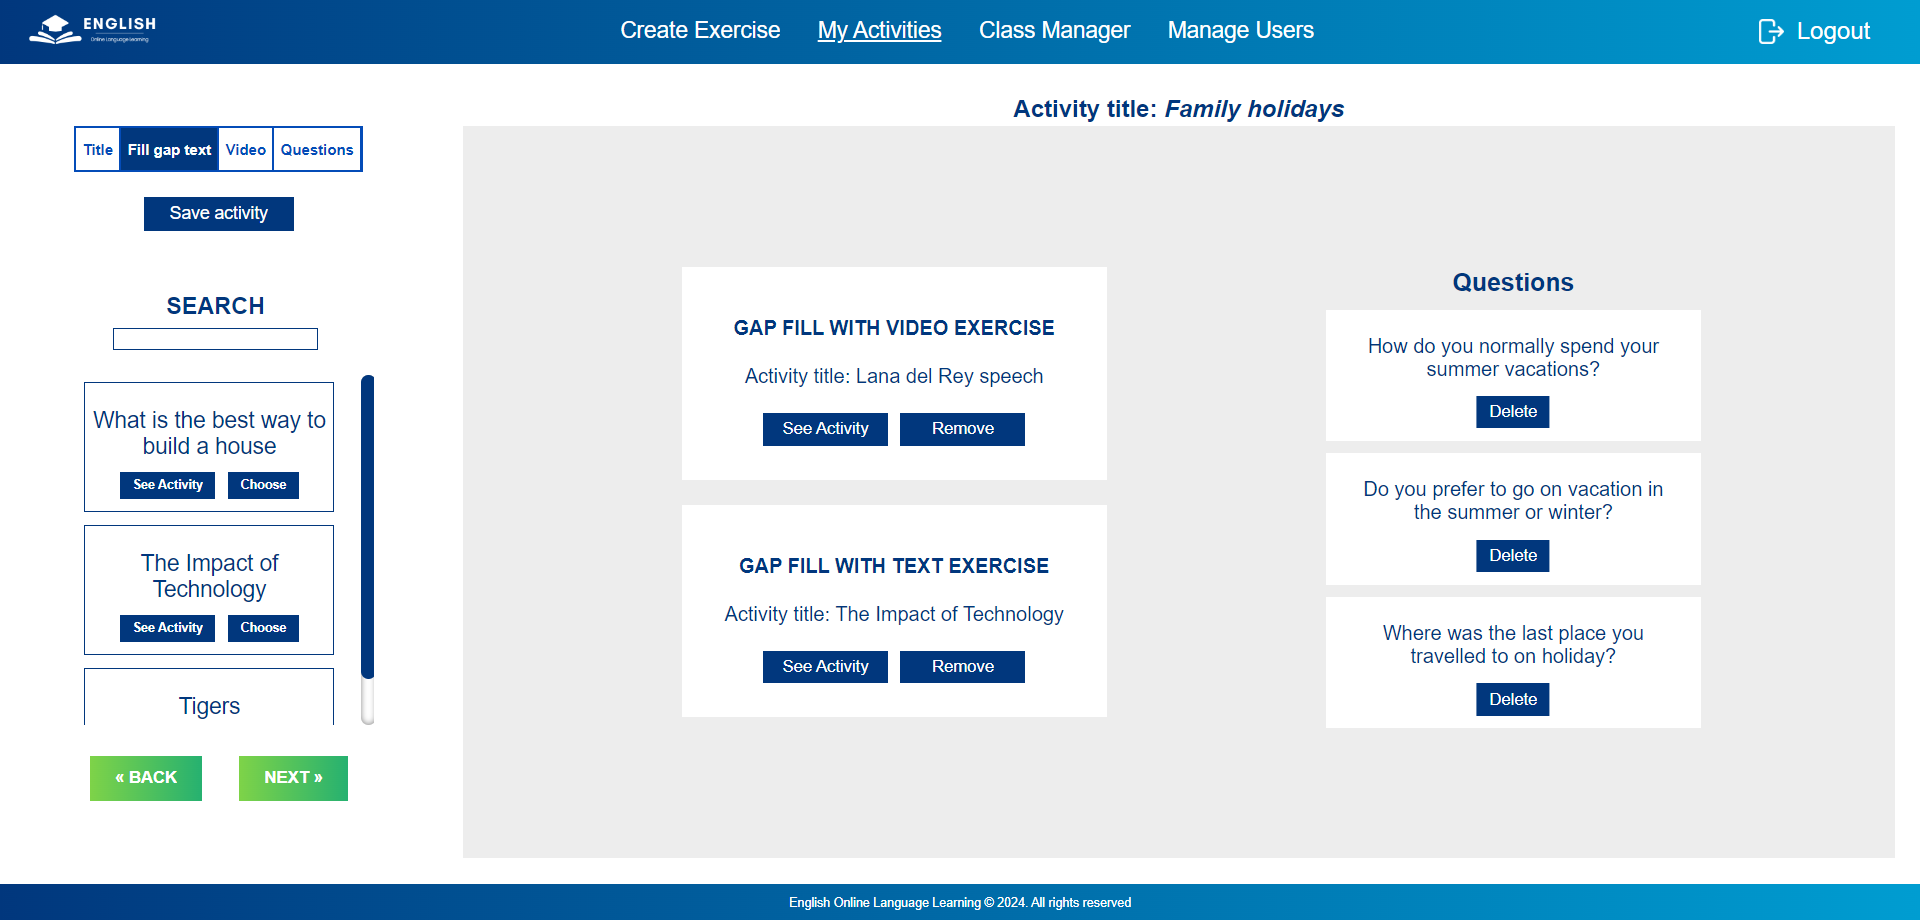 ENGLISH
Online Language Learning
Create Exercise
My Activities
Class Manager
Manage Users
Logout
Activity title: Family holidays
Title
Fill gap text
Video
Questions
Save activity
SEARCH
What is the best way to
build a house
See Activity
Choose
The Impact of
Technology
See Activity
Choose
Tigers
« BACK
NEXT »
GAP FILL WITH VIDEO EXERCISE
Activity title: Lana del Rey speech
See Activity
Remove
GAP FILL WITH TEXT EXERCISE
Activity title: The Impact of Technology
See Activity
Remove
Questions
How do you normally spend your
summer vacations?
Delete
Do you prefer to go on vacation in
the summer or winter?
Delete
Where was the last place you
travelled to on holiday?
Delete
English Online Language Learning © 2024. All rights reserved